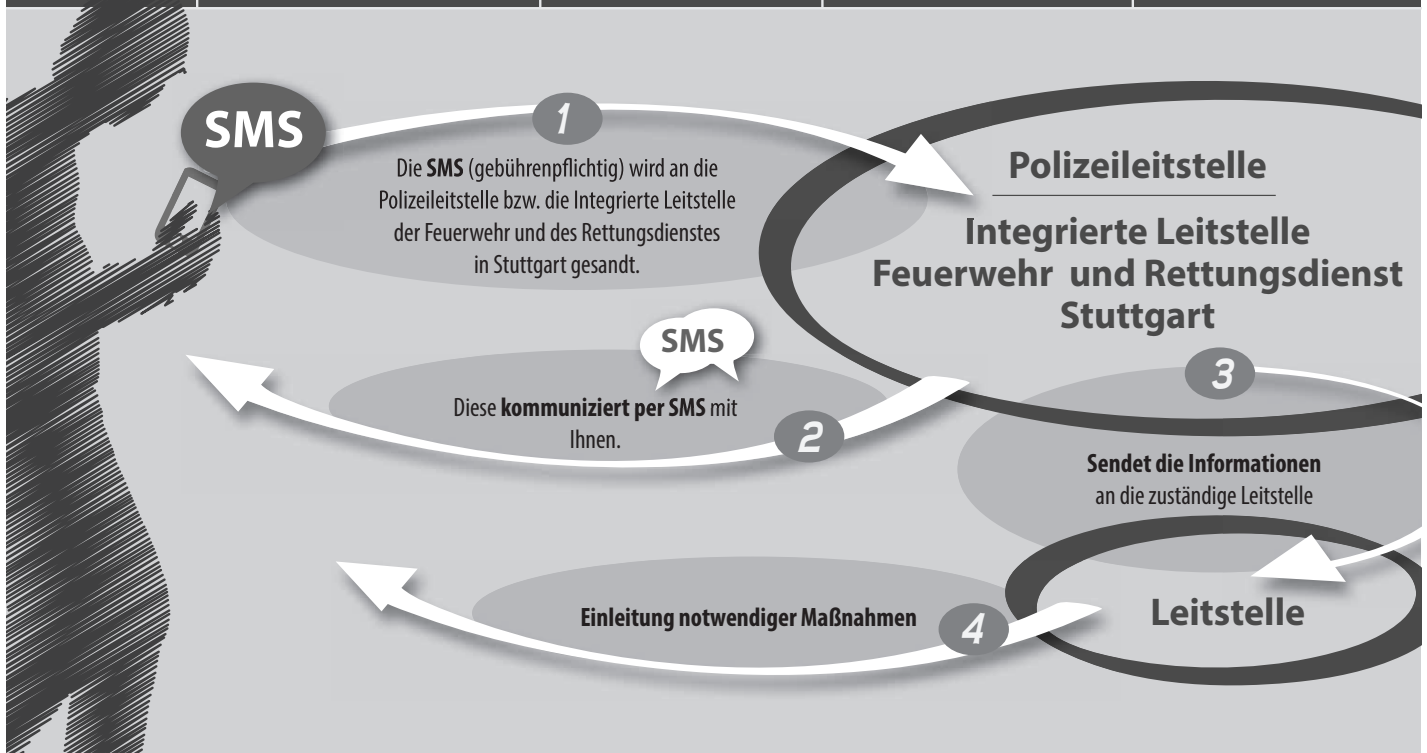 SMS
1
Die SMS (gebührenpflichtig) wird an die
Polizeileitstelle bzw. die Integrierte Leitstelle
der Feuerwehr und des Rettungsdienstes
in Stuttgart gesandt.
Polizeileitstelle
Integrierte Leitstelle
Feuerwehr und Rettungsdienst
Stuttgart
SMS
Diese kommuniziert per SMS mit
Ihnen.
2
3
Sendet die Informationen
an die zuständige Leitstelle
Einleitung notwendiger Maßnahmen
4
Leitstelle